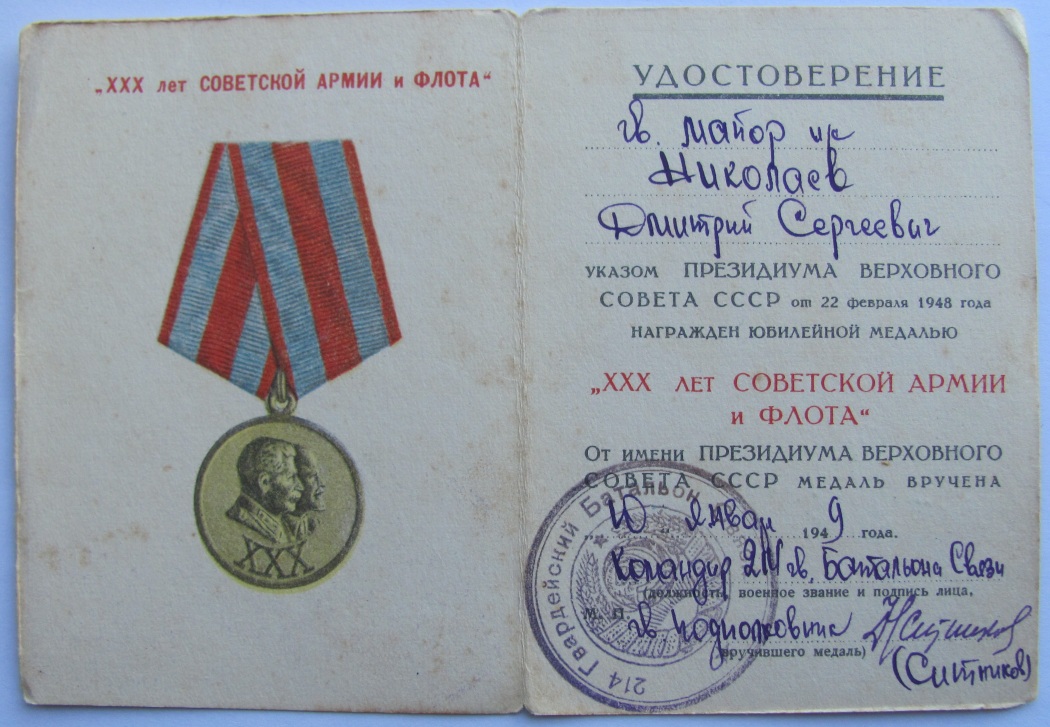 „XXX лет СОВЕТСКОЙ АРМИИ и ФЛОТА“
XXX
УДОСТОВЕРЕНИЕ
гв. майор
Николаев
Дмитрий Сергеевич
УКАЗОМ ПРЕЗИДИУМА ВЕРХОВНОГО
СОВЕТА СССР от 22 февраля 1948 года
НАГРАЖДЕН ЮБИЛЕЙНОЙ МЕДАЛЬЮ
„XXX ЛЕТ СОВЕТСКОЙ АРМИИ
и ФЛОТА“
От имени ПРЕЗИДИУМА ВЕРХОВНОГО
СОВЕТА СССР МЕДАЛЬ ВРУЧЕНА
„10“ январ 1949 года.
Командир 214 гв. Батальона Связи
(должность, военное звание и подпись лица,
М. П. гв. подполковник
вручившего медаль)
(Ситников)
214 Гвардейский Батальон Связи